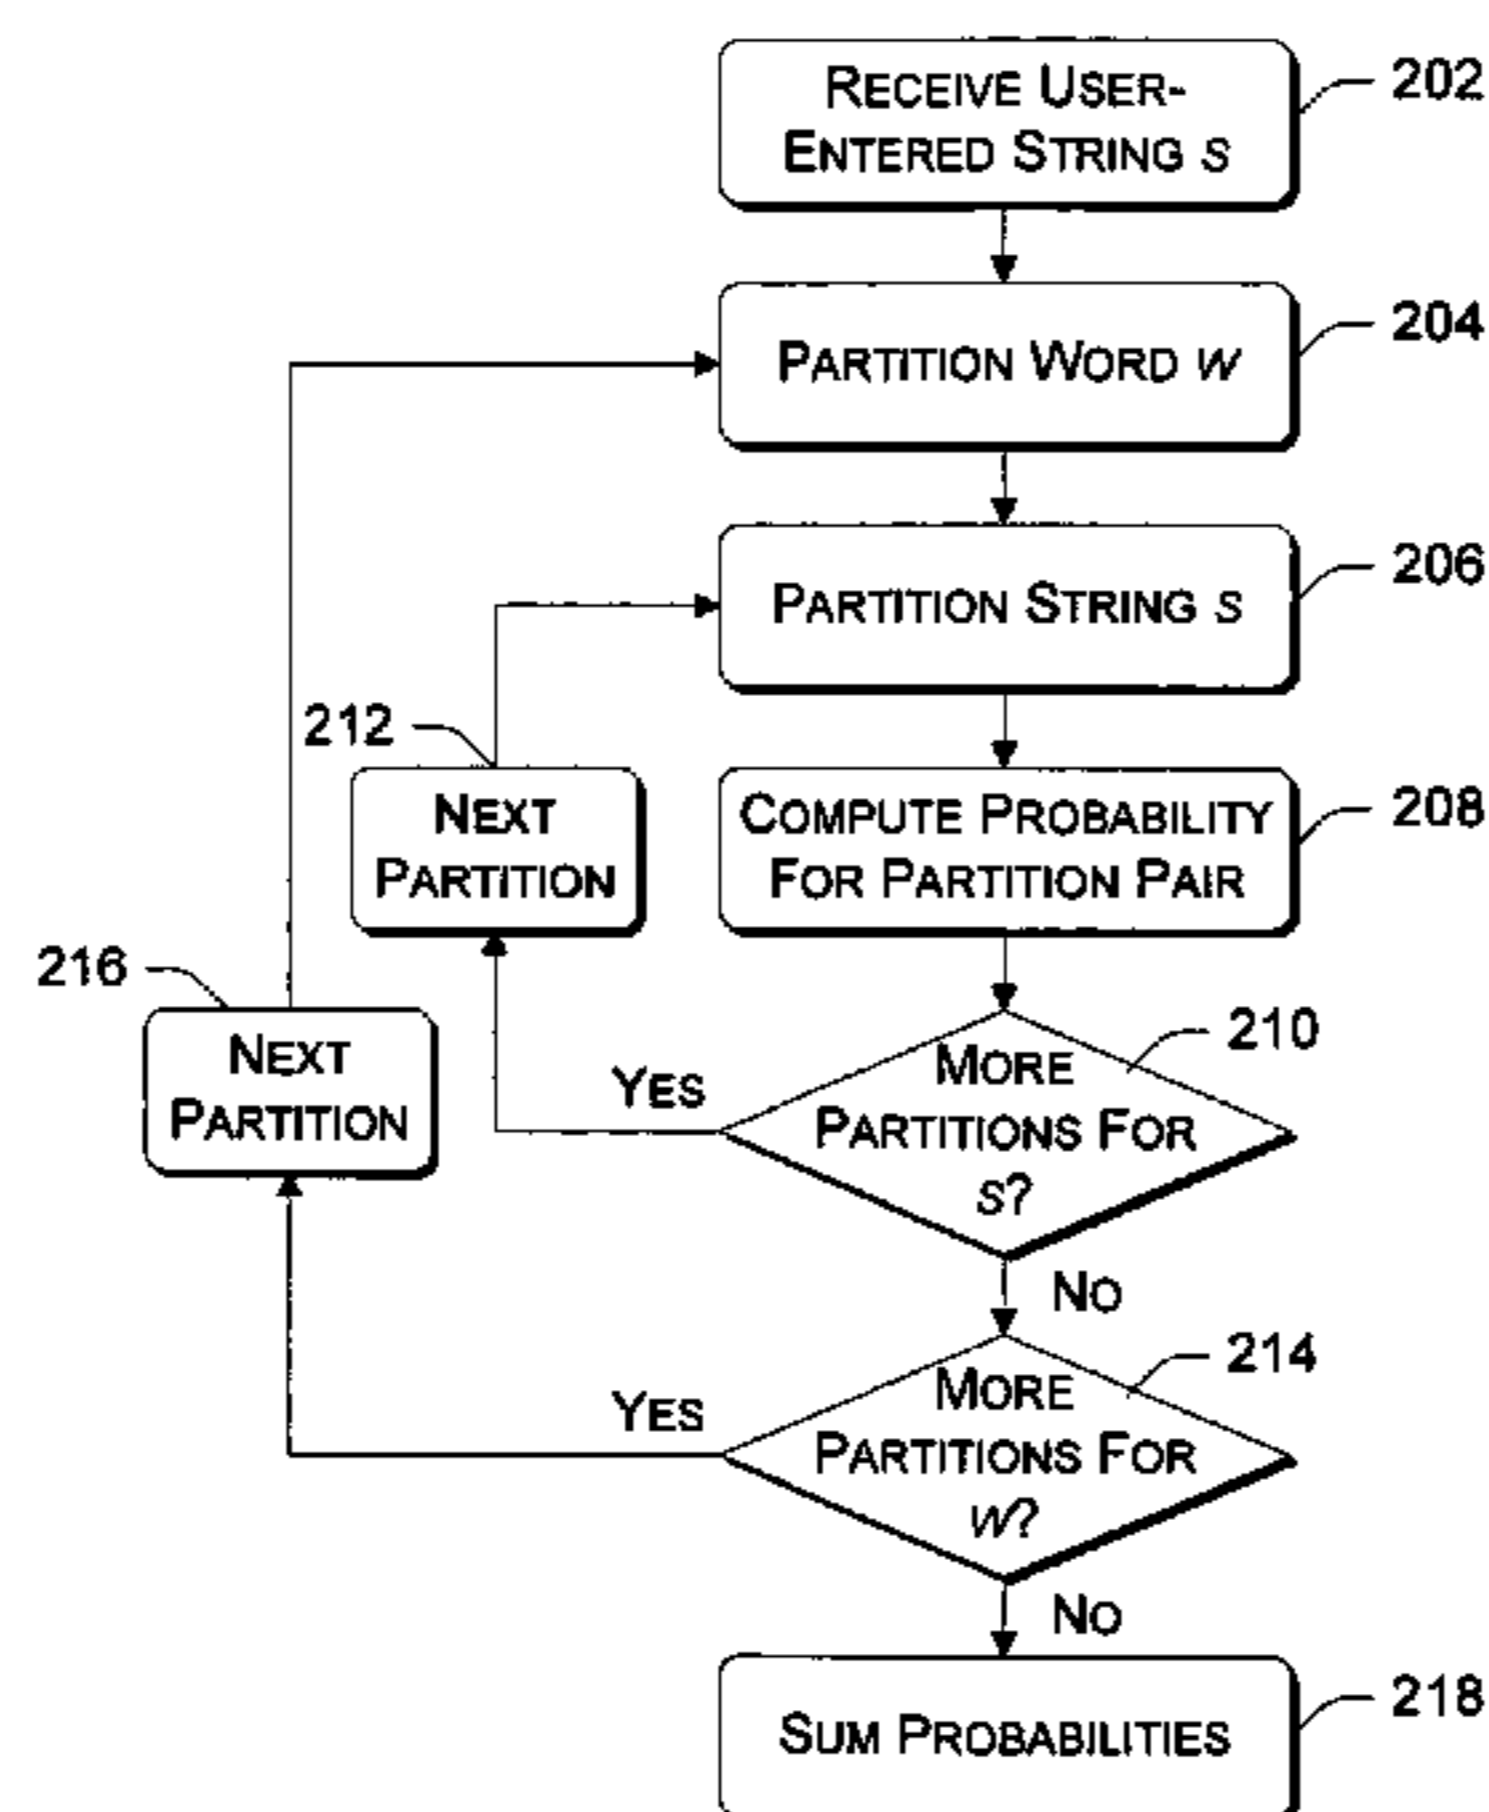 RECEIVE USER-
ENTERED STRING S
202
PARTITION WORD W
204
PARTITION STRING S
206
212
NEXT
PARTITION
COMPUTE PROBABILITY
FOR PARTITION PAIR
208
216
NEXT
PARTITION
MORE
PARTITIONS FOR
S?
210
YES
NO
MORE
PARTITIONS FOR
W?
214
YES
NO
SUM PROBABILITIES
218